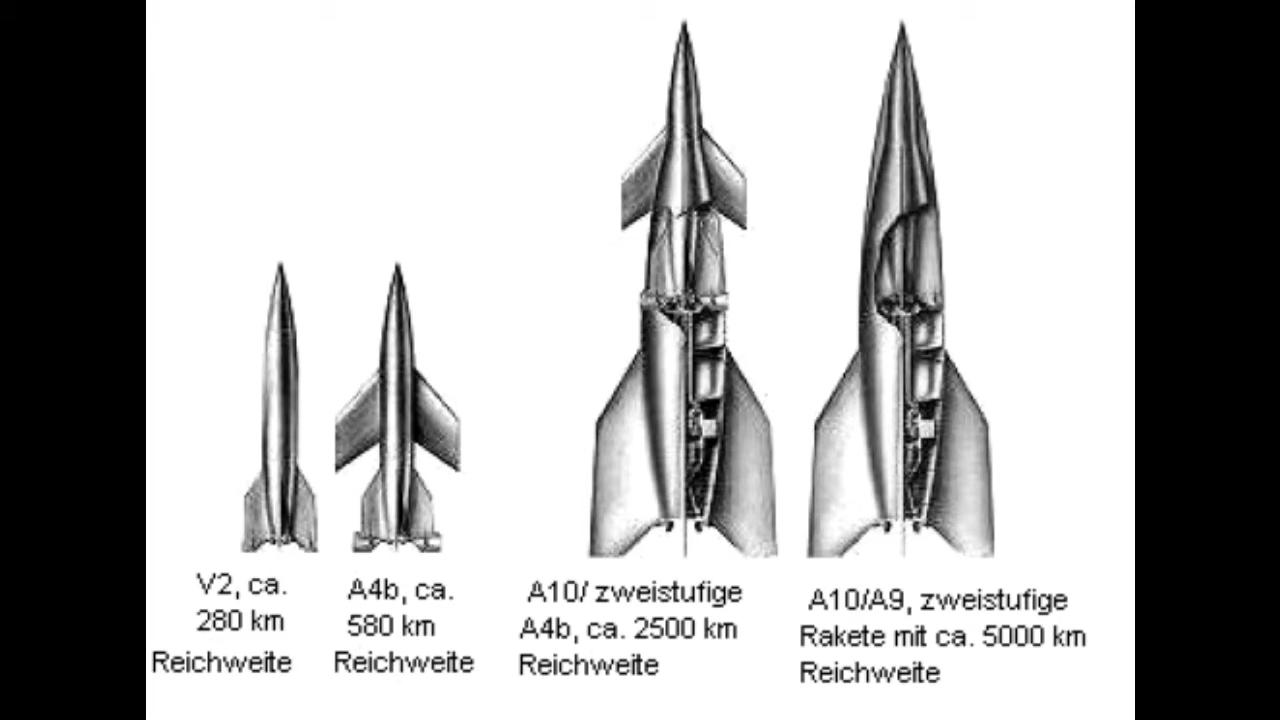 V2, ca.
280 km
Reichweite
A4b, ca.
580 km
Reichweite
A10/ zweistufige
A4b, ca. 2500 km
Reichweite
A10/A9, zweistufige
Rakete mit ca. 5000 km
Reichweite